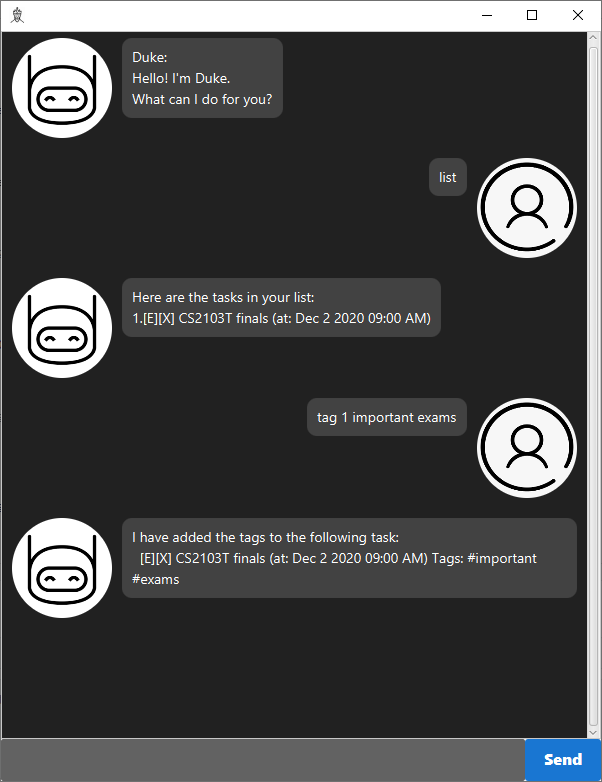 Duke:
Hello! I'm Duke.
What can I do for you?
list
Here are the tasks in your list:
1.[E][X] CS2103T finals (at: Dec 2 2020 09:00 AM)
tag 1 important exams
I have added the tags to the following task:
[E][X] CS2103T finals (at: Dec 2 2020 09:00 AM) Tags: #important
#exams
Send